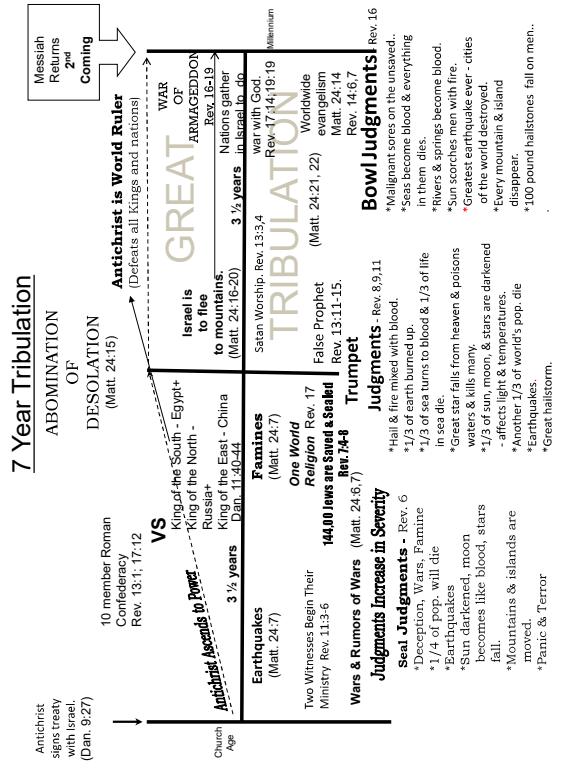 7 Year Tribulation
Antichrist
signs treaty
with Israel.
(Dan. 9:27)
10 member Roman
Confederacy
Rev. 13:1; 17:12
VS
King of the South - Egypt+
King of the North -
Russia+
King of the East - China
Dan. 11:40-44
ABOMINATION
OF
DESOLATION
(Matt. 24:15)
Antichrist is World Ruler
(Defeats all Kings and nations)
Messiah
Returns
2nd
Coming
Antichrist Ascends to Power
3 ½ years
Church
Age
Israel is
to flee
to mountains.
(Matt. 24:16-20)
GREAT
3 ½ years
WAR
OF
ARMAGEDDON
Rev. 16-19
Nations gather
in Israel to do
war with God.
Rev. 17:14;19:19
Millennium
Earthquakes
(Matt. 24:7)
Famines
(Matt. 24:7)
Two Witnesses Begin Their
Ministry Rev. 11:3-6
One World
Religion Rev. 17
144,00 Jews are Saved & Sealed
Rev. 7:4-8
Wars & Rumors of Wars (Matt. 24:6,7)
Satan Worship. Rev. 13:3,4
TRIBULATION
(Matt. 24:21, 22)
False Prophet
Rev. 13:11-15.
Worldwide
evangelism
Matt. 24:14
Rev. 14:6,7
Judgments Increase in Severity
Seal Judgments - Rev. 6
*Deception, Wars, Famine
*1/4 of pop. will die
*Earthquakes
*Sun darkened, moon
becomes like blood, stars
fall.
*Mountains & islands are
moved.
*Panic & Terror
Trumpet
Judgments - Rev. 8,9,11
*Hail & fire mixed with blood.
*1/3 of earth burned up.
*1/3 of sea turns to blood & 1/3 of life
in sea die.
*Great star falls from heaven & poisons
waters & kills many.
*1/3 of sun, moon, & stars are darkened
- affects light & temperatures.
*Another 1/3 of world's pop. die
*Earthquakes.
*Great hailstorm.
Bowl Judgments - Rev. 16
*Malignant sores on the unsaved..
*Seas become blood & everything
in them dies.
*Rivers & springs become blood.
*Sun scorches men with fire.
*Greatest earthquake ever - cities
of the world destroyed.
*Every mountain & island
disappear.
*100 pound hailstones fall on men..
.